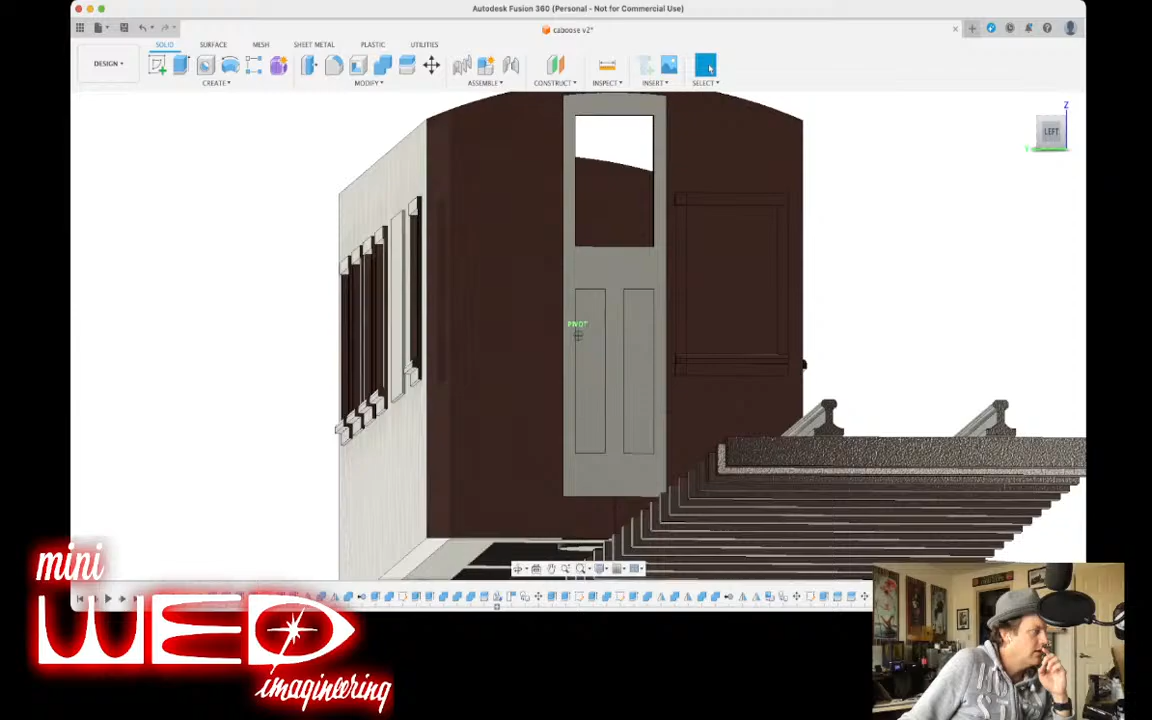 Autodesk Fusion 360 (Personal - Not for Commercial Use)
caboose v2*
SOLID SURFACE MESH SHEET METAL PLASTIC UTILITIES
DESIGN
CREATE MODIFY ASSEMBLE CONSTRUCT INSPECT INSERT SELECT
Z
LEFT
Y
PIVOT
mini
WED
imagineering